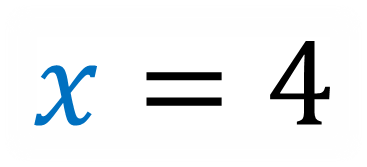 x = 4